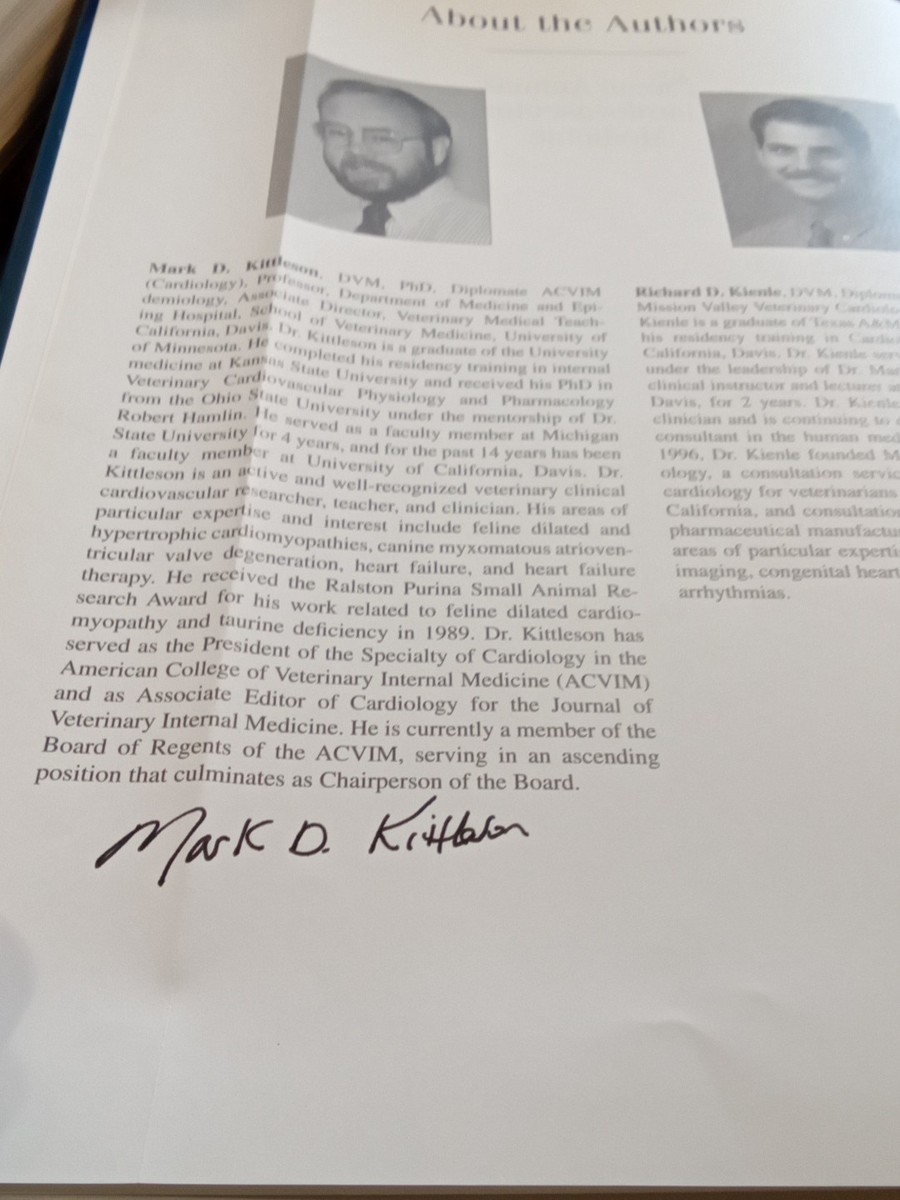 About the Authors
Mark D. Kittleson, DVM, PhD, Diplomate ACVIM
(Cardiology), Professor, Department of Medicine and Epi-
demiology, Associate Director, Veterinary Medical Teach-
ing Hospital, School of Veterinary Medicine, University of
California, Davis. Dr. Kittleson is a graduate of the University
of Minnesota. He completed his residency training in internal
medicine at Kansas State University and received his PhD in
Veterinary Cardiovascular Physiology and Pharmacology
from the Ohio State University under the mentorship of Dr.
Robert Hamlin. He served as a faculty member at Michigan
State University for 4 years, and for the past 14 years has been
a faculty member at University of California, Davis. Dr.
Kittleson is an active and well-recognized veterinary clinical
cardiovascular researcher, teacher, and clinician. His areas of
particular expertise and interest include feline dilated and
hypertrophic cardiomyopathies, canine myxomatous atrioven-
tricular valve degeneration, heart failure, and heart failure
therapy. He received the Ralston Purina Small Animal Re-
search Award for his work related to feline dilated cardio-
myopathy and taurine deficiency in 1989. Dr. Kittleson has
served as the President of the Specialty of Cardiology in the
American College of Veterinary Internal Medicine (ACVIM)
and as Associate Editor of Cardiology for the Journal of
Veterinary Internal Medicine. He is currently a member of the
Board of Regents of the ACVIM, serving in an ascending
position that culminates as Chairperson of the Board.
Mark D. Kittleson
Richard D. Kienle, DVM,
Mission Valley Veterinary
Kienle is a graduate of Texas A&M
his residency training in
California, Davis. Dr. Kienle
under the leadership of Dr.
clinical instructor and lecturer
Davis, for 2 years. Dr. Kienle
clinician and is continuing to
consultant in the human
1996, Dr. Kienle founded
ology, a consultation
cardiology for veterinarians
California, and
pharmaceutical
areas of particular
imaging, congenital heart
arrhythmias.